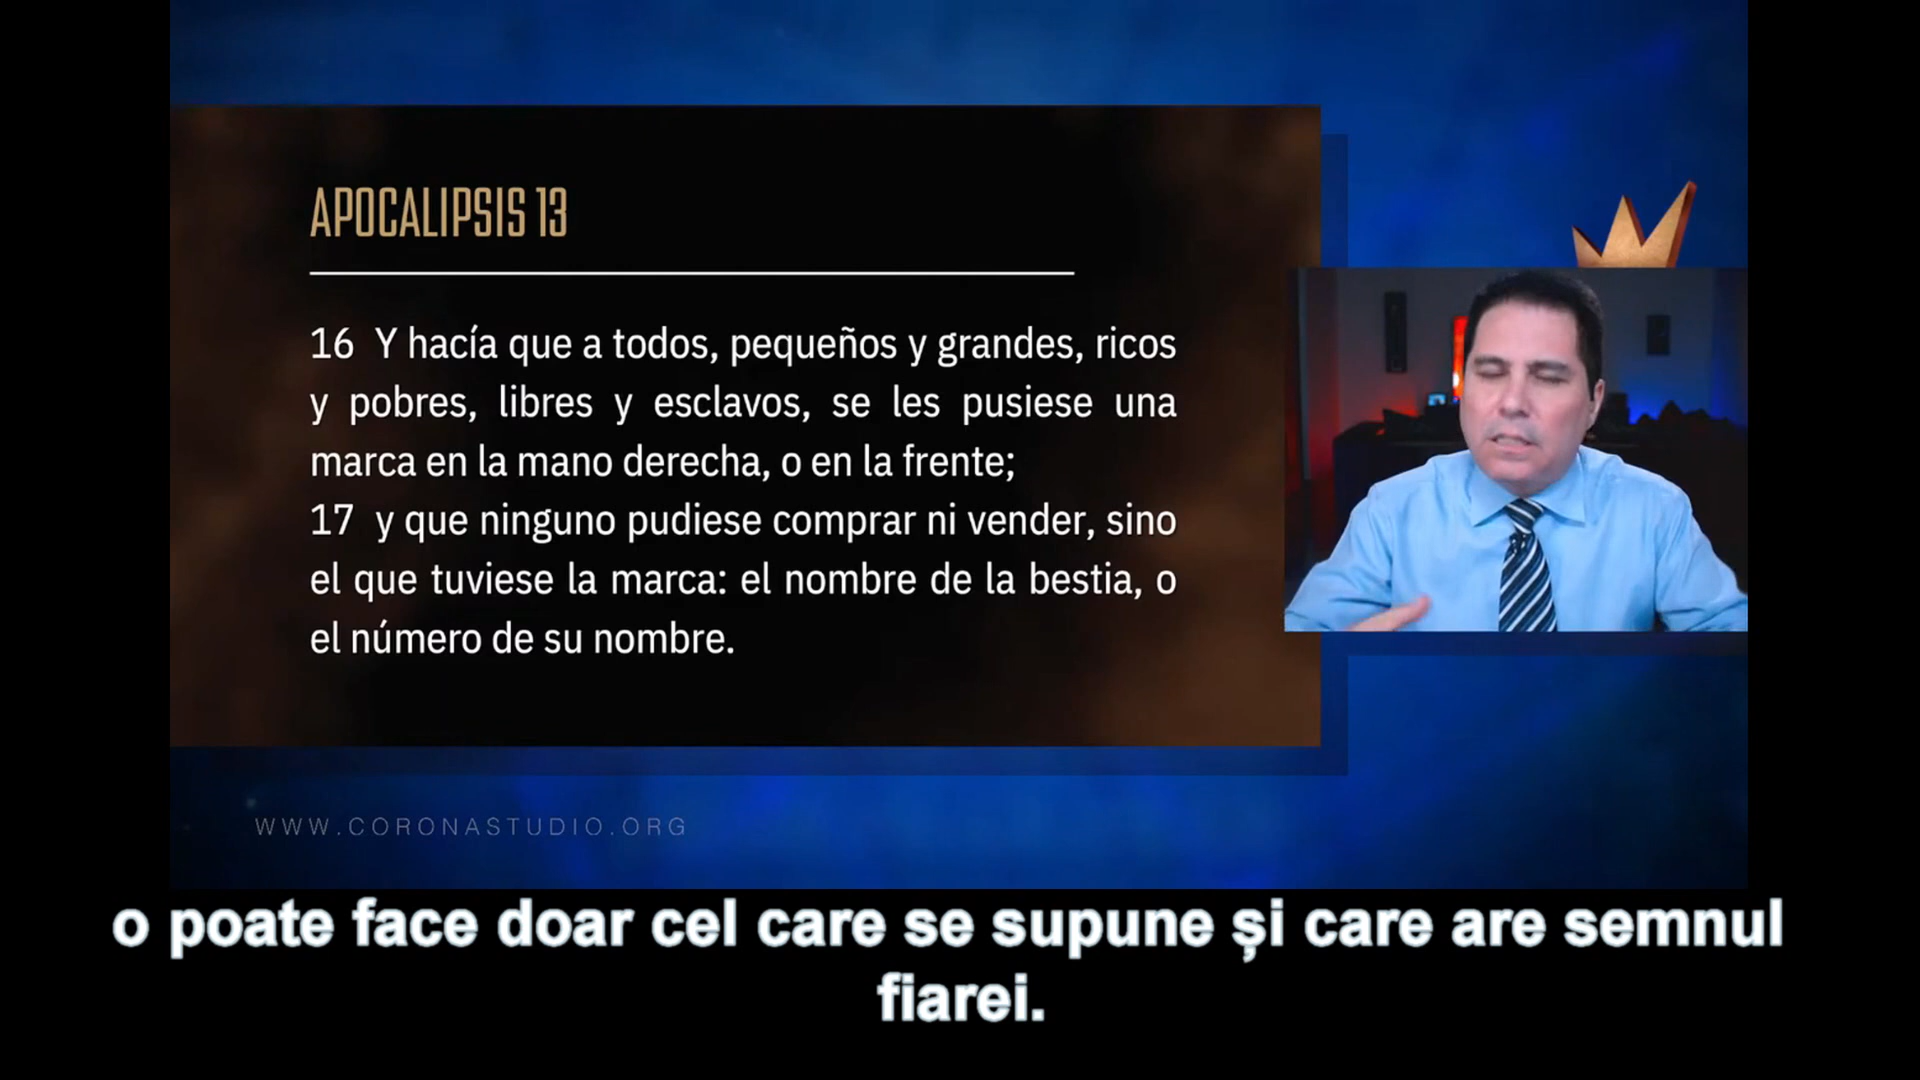 APOCALIPSIS 13
16 Y hacía que a todos, pequeños y grandes, ricos
y pobres, libres y esclavos, se les pusiese una
marca en la mano derecha, o en la frente;
17 y que ninguno pudiese comprar ni vender, sino
el que tuviese la marca: el nombre de la bestia, o
el número de su nombre.
WWW.CORONASTUDIO.ORG
o poate face doar cel care se supune și care are semnul
fiarei.